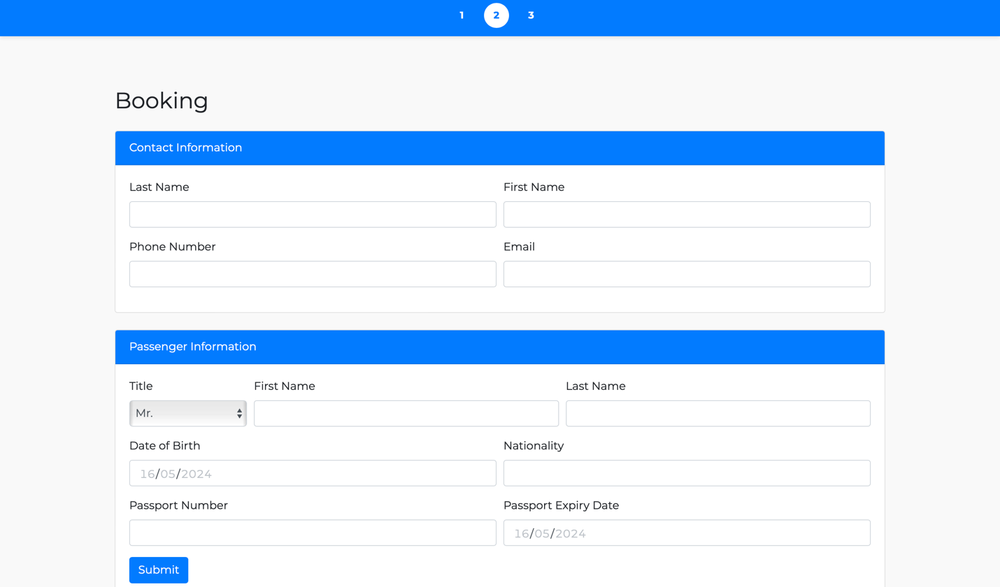 1 2 3
Booking
Contact Information
Last Name First Name
Phone Number Email
Passenger Information
Title First Name Last Name
Mr.
Date of Birth Nationality
16/05/2024
Passport Number Passport Expiry Date
16/05/2024
Submit